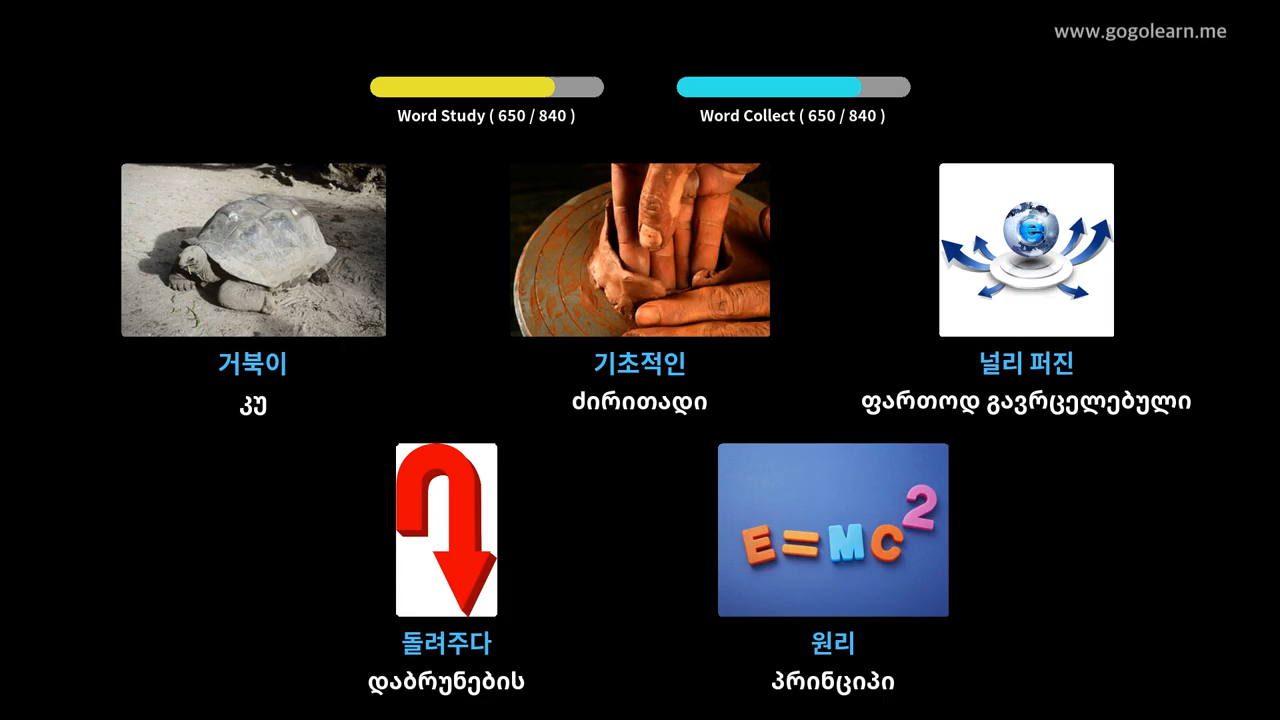 www.gogolearn.me
Word Study ( 650 / 840 )
Word Collect ( 650 / 840 )
거북이
კუ
기초적인
ძირითადი
널리 퍼진
ფართოდ გავრცელებული
E=MC2
돌려주다
დაბრუნების
원리
პრინციპი